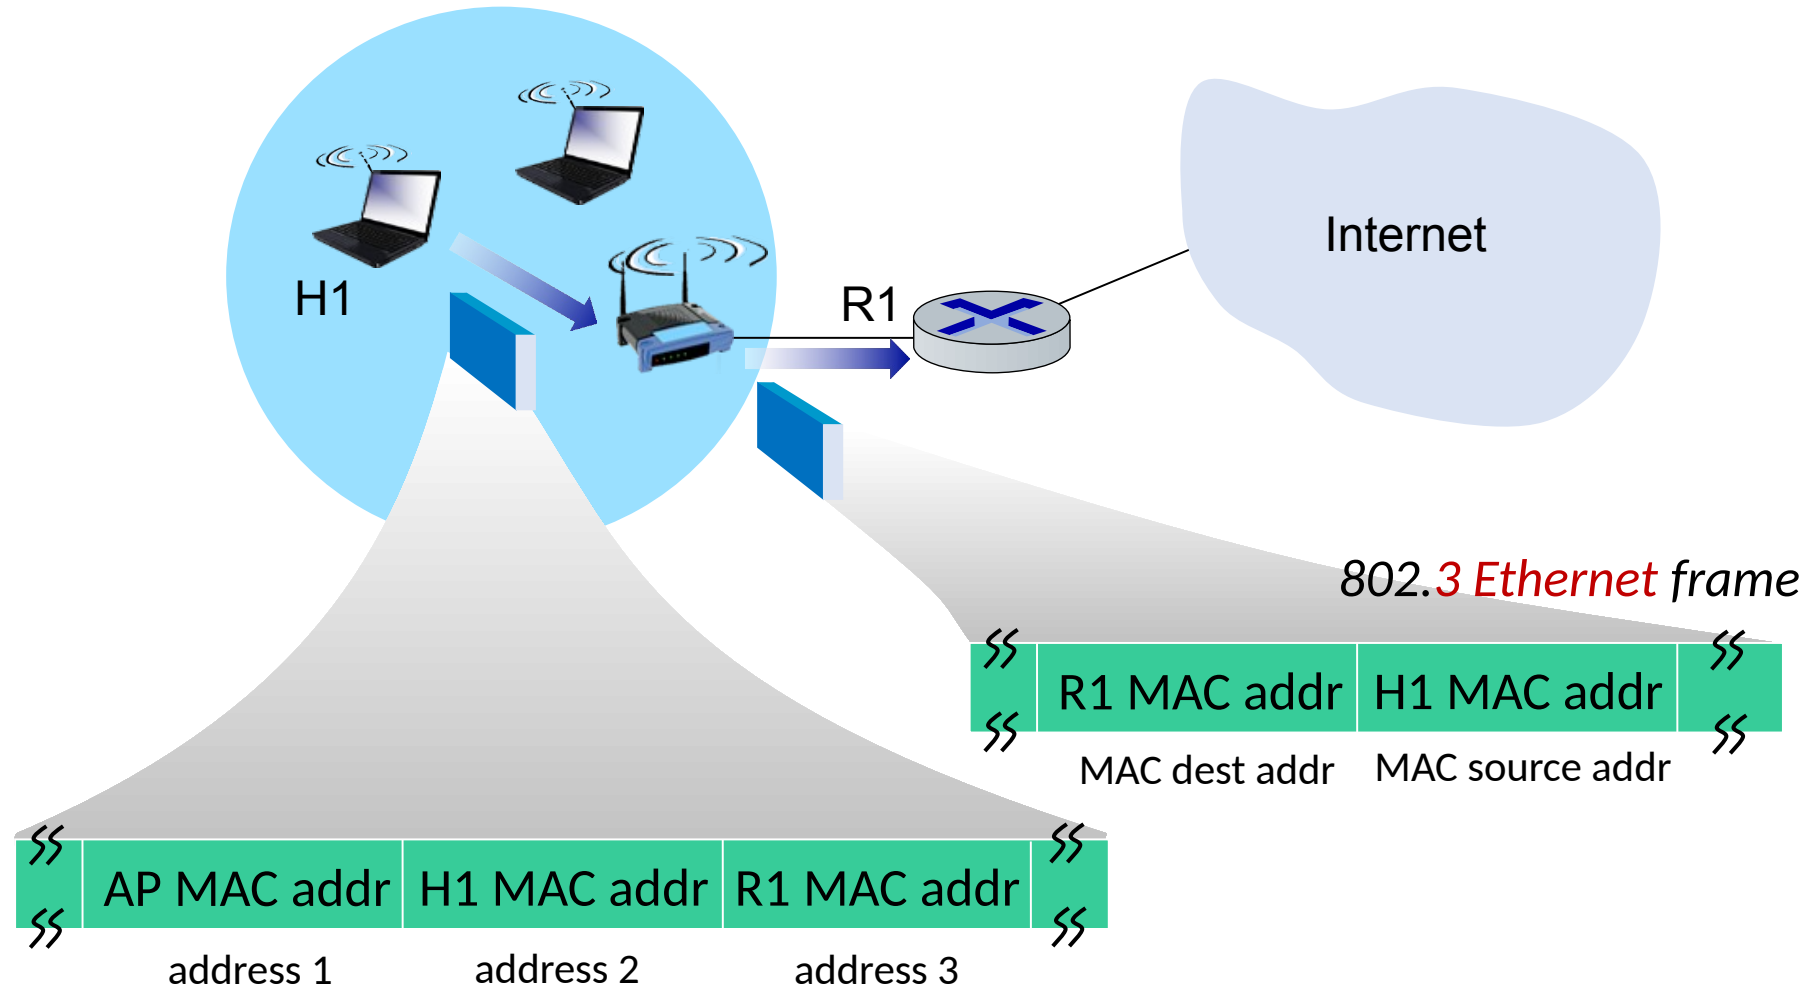 H1
R1
Internet
802.3 Ethernet frame
R1 MAC addr
H1 MAC addr
MAC dest addr
MAC source addr
AP MAC addr
H1 MAC addr
R1 MAC addr
address 1
address 2
address 3